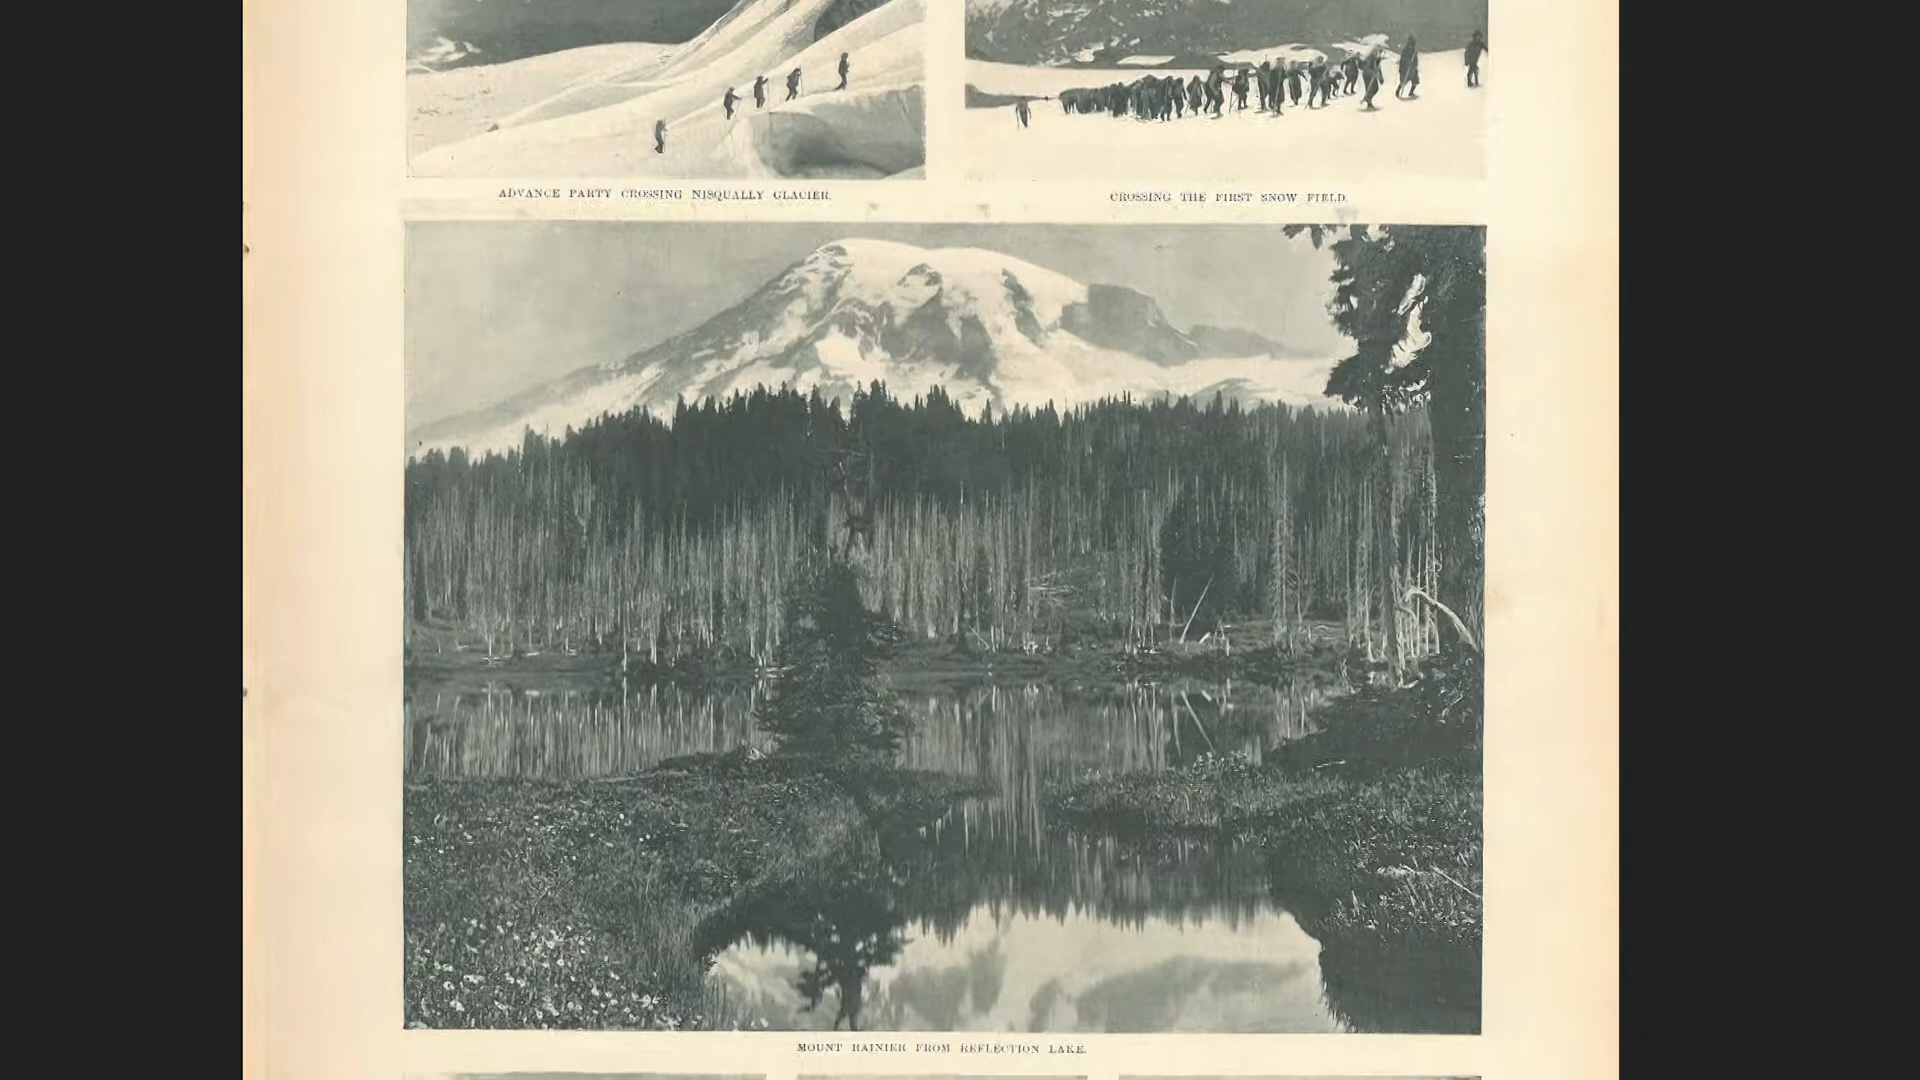 ADVANCE PARTY CROSSING NISQUALLY GLACIER.
CROSSING THE FIRST SNOW FIELD.
MOUNT RAINIER FROM REFLECTION LAKE.